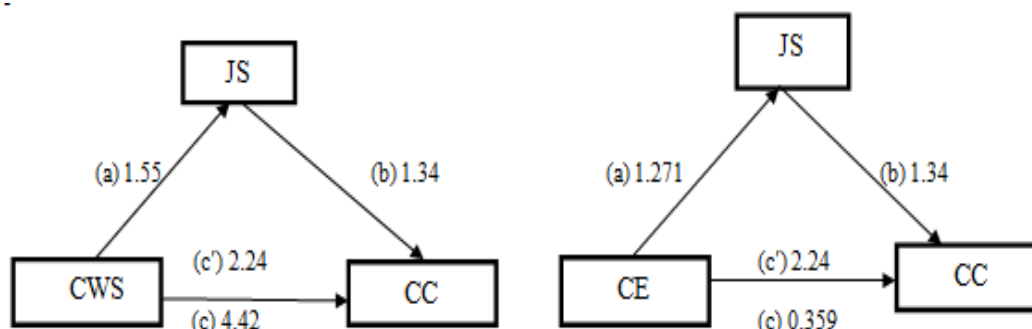 JS
(a) 1.55
(b) 1.34
(c') 2.24
CWS
CC
(c) 4.42
JS
(a) 1.271
(b) 1.34
(c') 2.24
CE
CC
(c) 0.359